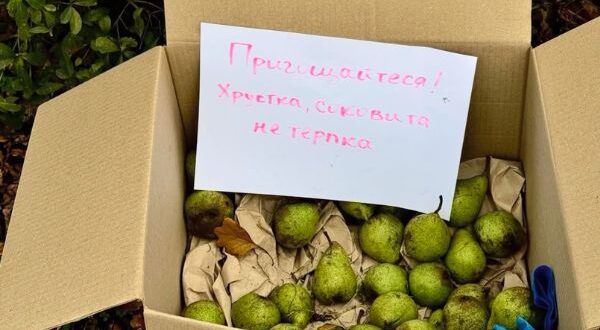 Пригощайтеся!
Хрустка, соковита
не терпка